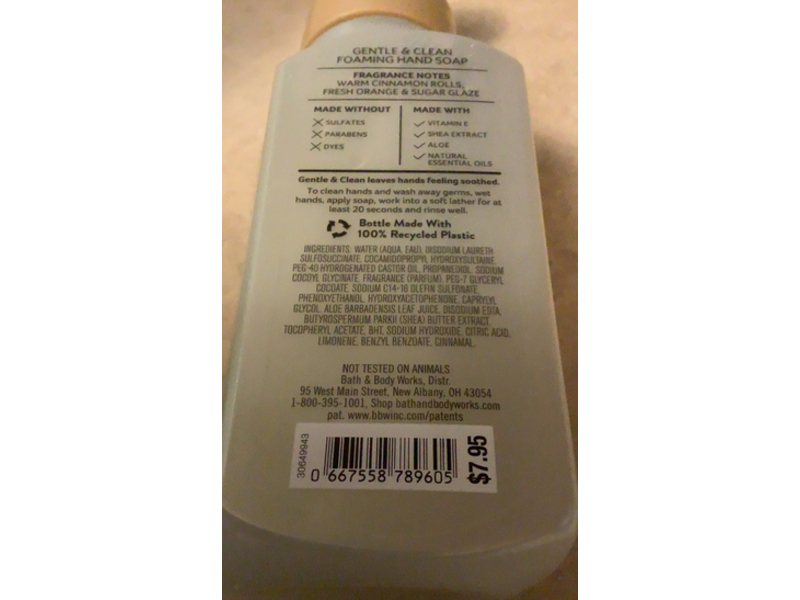 GENTLE & CLEAN
FOAMING HAND SOAP
FRAGRANCE NOTES
WARM CINNAMON ROLLS,
FRESH ORANGE & SUGAR GLAZE
MADE WITHOUT
SULFATES
PARABENS
DYES
MADE WITH
VITAMIN E
SHEA EXTRACT
ALOE
NATURAL
ESSENTIAL OILS
Gentle & Clean leaves hands feeling soothed.
To clean hands and wash away germs, wet
hands, apply soap, work into a soft lather for at
least 20 seconds and rinse well.
Bottle Made With
100% Recycled Plastic
INGREDIENTS: WATER (AQUA, EAU), DISODIUM LAURETH
SULFOSUCCINATE, COCAMIDOPROPYL HYDROXYSULTAINE,
PEG-40 HYDROGENATED CASTOR OIL, PROPANEDIOL, SODIUM
COCOYL GLYCINATE, FRAGRANCE (PARFUM), PEG-7 GLYCERYL
COCOATE, SODIUM C14-16 OLEFIN SULFONATE,
PHENOXYETHANOL, HYDROXYACETOPHENONE, CAPRYLYL
GLYCOL, ALOE BARBADENSIS LEAF JUICE, DISODIUM EDTA,
BUTYROSPERMUM PARKII (SHEA) BUTTER EXTRACT,
TOCOPHERYL ACETATE, BHT, SODIUM HYDROXIDE, CITRIC ACID,
LIMONENE, BENZYL BENZOATE, CINNAMAL.
NOT TESTED ON ANIMALS
Bath & Body Works, Distr.
95 West Main Street, New Albany, OH 43054
1-800-395-1001, Shop bathandbodyworks.com
pat. www.bbwinc.com/patents
30649943
0 667558 789605
$7.95